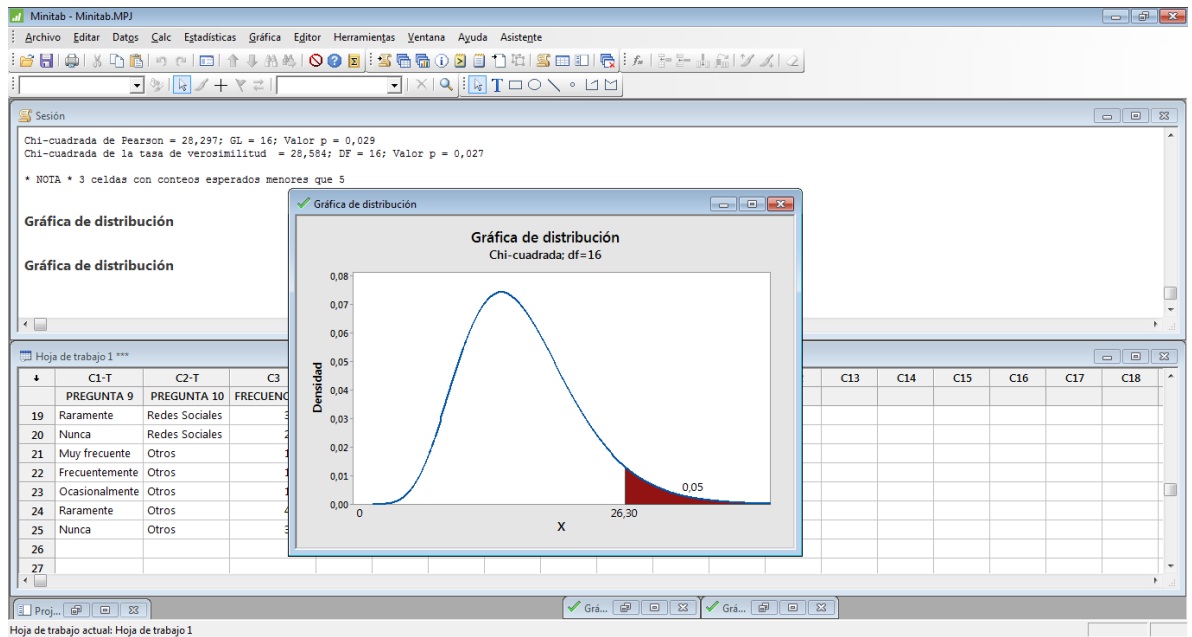 Minitab - Minitab.MPJ
Archivo Editar Datos Calc Estadísticas Gráfica Editor Herramientas Ventana Ayuda Asistente
Sesión
Chi-cuadrada de Pearson = 28,297; GL = 16; Valor p = 0,029
Chi-cuadrada de la tasa de verosimilitud = 28,584; DF = 16; Valor p = 0,027
* NOTA * 3 celdas con conteos esperados menores que 5
Gráfica de distribución
Gráfica de distribución
Gráfica de distribución
Gráfica de distribución
Chi-cuadrada; df=16
0,08
0,07
0,06
0,05
0,04
0,03
0,02
0,01
0,00
Densidad
0,05
0 26,30
X
Hoja de trabajo 1 ***
C1-T C2-T C3 C13 C14 C15 C16 C17 C18
PREGUNTA 9 PREGUNTA 10 FRECUENC
19 Raramente Redes Sociales
20 Nunca Redes Sociales
21 Muy frecuente Otros
22 Frecuentemente Otros
23 Ocasionalmente Otros
24 Raramente Otros
25 Nunca Otros
26
27
Proj... Grá... Grá...
Hoja de trabajo actual: Hoja de trabajo 1